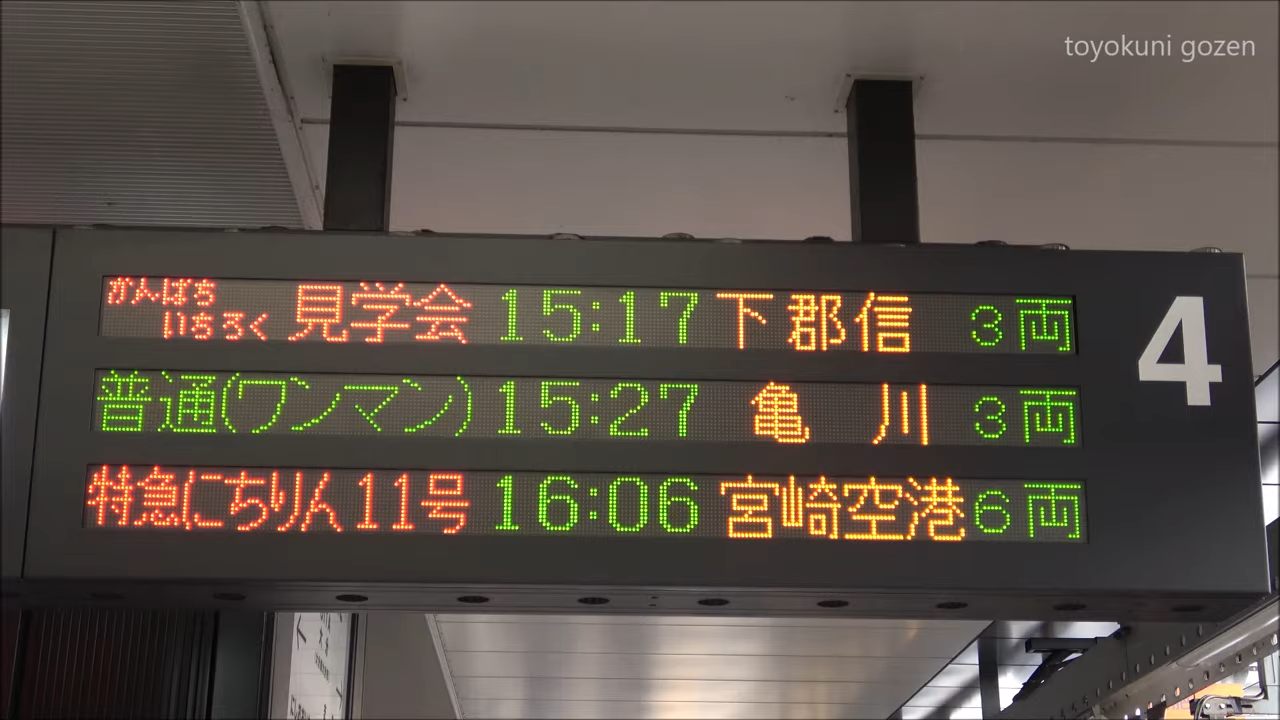 toyokuni gozen
かんぱち
いちろく 見学会 15:17 下郡信 3両
普通(ワンマン) 15:27 亀川 3両
特急にちりん11号 16:06 宮崎空港 6両
4